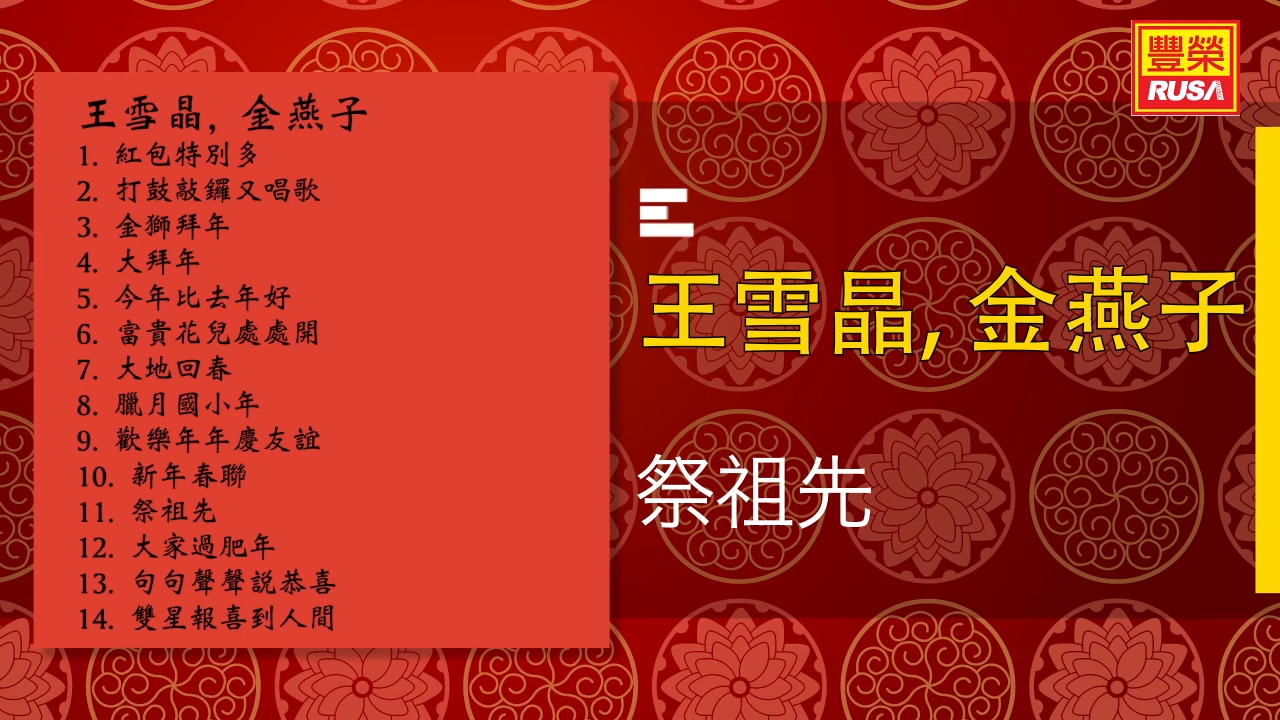 王雪晶, 金燕子
1. 紅包特別多
2. 打鼓敲鑼又唱歌
3. 金獅拜年
4. 大拜年
5. 今年比去年好
6. 富貴花兒處處開
7. 大地回春
8. 臘月國小年
9. 歡樂年年慶友誼
10. 新年春聯
11. 祭祖先
12. 大家過肥年
13. 句句聲聲説恭喜
14. 雙星報喜到人間
豐榮
RUSA
王雪晶, 金燕子
祭祖先